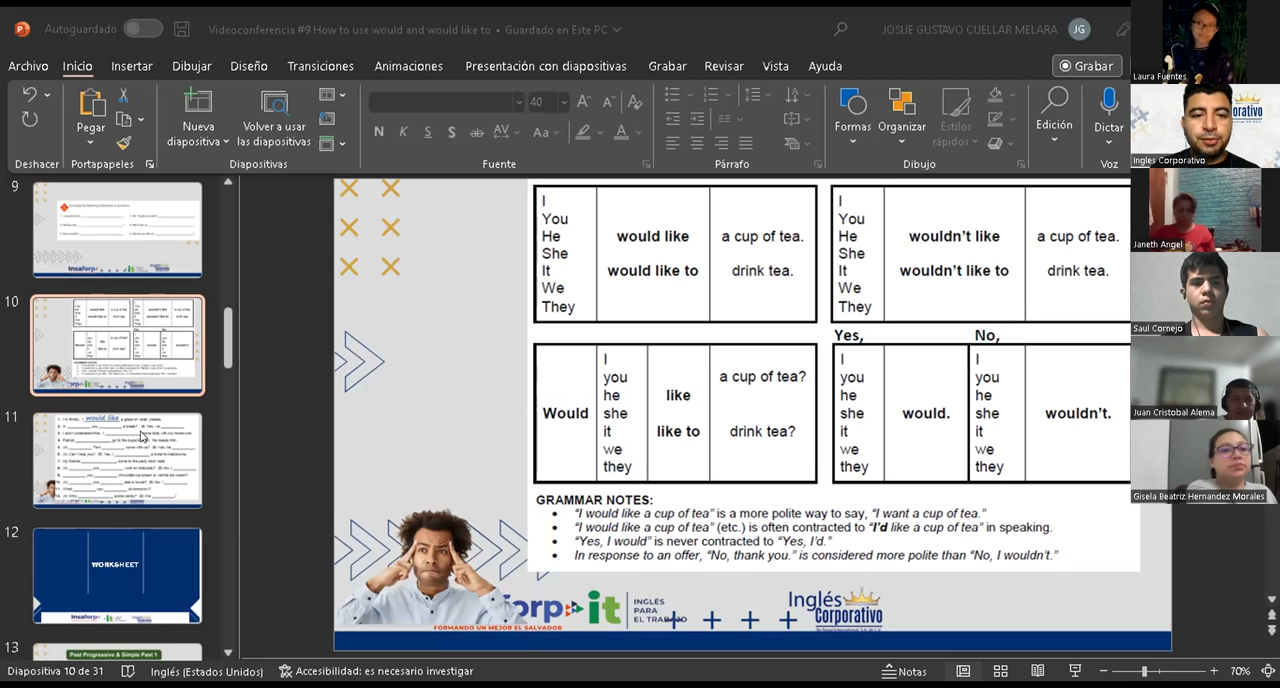 Autoguardado
Videoconferencia #9 How to use would and would like to • Guardado en Este PC
JOSUE GUSTAVO CUELLAR MELARA
JG
Archivo Inicio Insertar Dibujar Diseño Transiciones Animaciones Presentación con diapositivas Grabar Revisar Vista Ayuda
Grabar
40
Pegar
Nueva diapositiva
Volver a usar las diapositivas
N K S S ab AV Aa A
Formas
Organizar
Estilos rápidos
Edición
Dictar
Deshacer
Portapapeles
Diapositivas
Fuente
Párrafo
Dibujo
Voz
Laura Fuentes
Ingles Corporativo
Janeth Angel
Saul Cornejo
Juan Cristobal Alema
Gisela Beatriz Hernandez Morales
9
10
11
would like
12
WORKSHEET
13
Past Progressive & Simple Past 1
I
You
He
She
It
We
They
would like
would like to
a cup of tea.
drink tea.
I
You
He
She
It
We
They
wouldn't like
wouldn't like to
a cup of tea.
drink tea.
Would
I
you
he
she
it
we
they
like
like to
a cup of tea?
drink tea?
Yes,
I
you
he
she
it
we
they
would.
No,
I
you
he
she
it
we
they
wouldn't.
GRAMMAR NOTES:
• "I would like a cup of tea" is a more polite way to say, "I want a cup of tea."
• "I would like a cup of tea" (etc.) is often contracted to "I'd like a cup of tea" in speaking.
• "Yes, I would" is never contracted to "Yes, I'd."
• In response to an offer, "No, thank you." is considered more polite than "No, I wouldn't."
forp it
INGLÉS
PARA
EL TRABAJO
FORMANDO UN MEJOR EL SALVADOR
Inglés
Corporativo
Diapositiva 10 de 31
Inglés (Estados Unidos)
Accesibilidad: es necesario investigar
Notas
70%